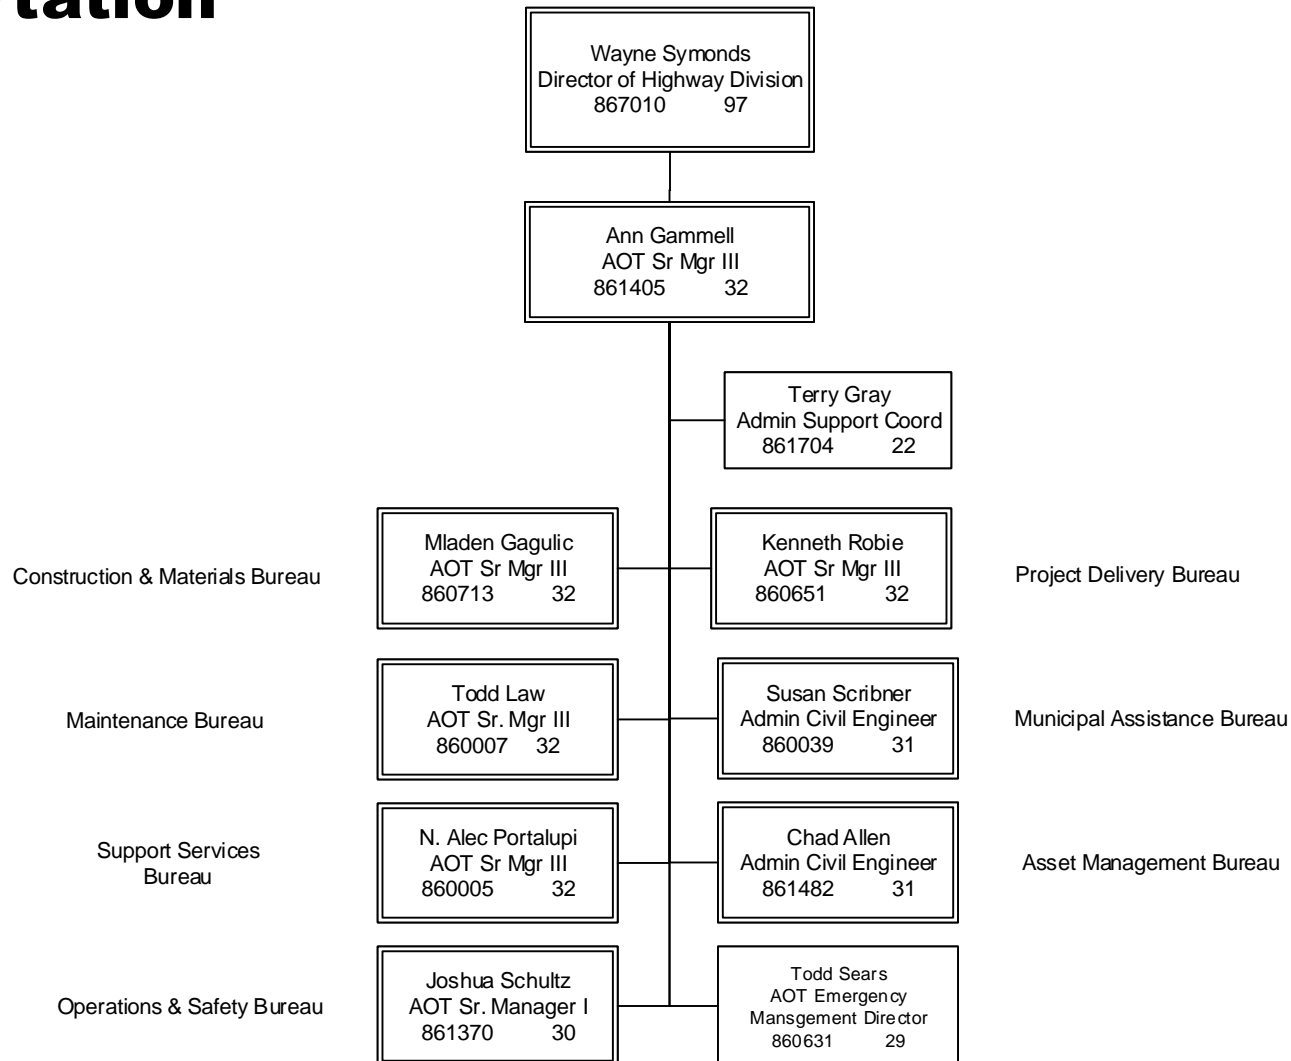 Wayne Symonds
Director of Highway Division
867010 97
Ann Gammell
AOT Sr Mgr III
861405 32
Terry Gray
Admin Support Coord
861704 22
Construction & Materials Bureau
Mladen Gagulic
AOT Sr Mgr III
860713 32
Kenneth Robie
AOT Sr Mgr III
860651 32
Project Delivery Bureau
Maintenance Bureau
Todd Law
AOT Sr. Mgr III
860007 32
Susan Scribner
Admin Civil Engineer
860039 31
Municipal Assistance Bureau
Support Services
Bureau
N. Alec Portalupi
AOT Sr Mgr III
860005 32
Chad Allen
Admin Civil Engineer
861482 31
Asset Management Bureau
Operations & Safety Bureau
Joshua Schultz
AOT Sr. Manager I
861370 30
Todd Sears
AOT Emergency
Mansgement Director
860631 29